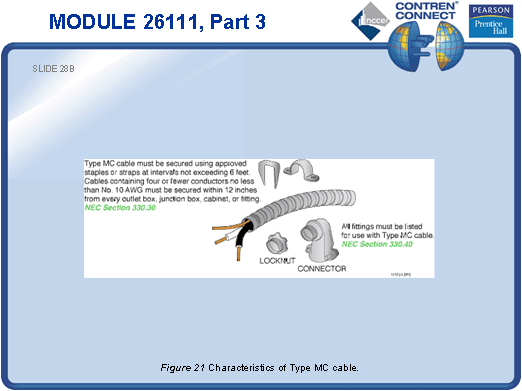 MODULE 26111, Part 3
nccer
CONTREN®
CONNECT
PEARSON
Prentice
Hall
SLIDE 28B
Type MC cable must be secured using approved
staples or straps at intervals not exceeding 6 feet.
Cables containing four or fewer conductors no less
than No. 10 AWG must be secured within 12 inches
from every outlet box, junction box, cabinet, or fitting.
NEC Section 330.30
All fittings must be listed
for use with Type MC cable.
NEC Section 330.40
LOCKNUT
CONNECTOR
Figure 21 Characteristics of Type MC cable.